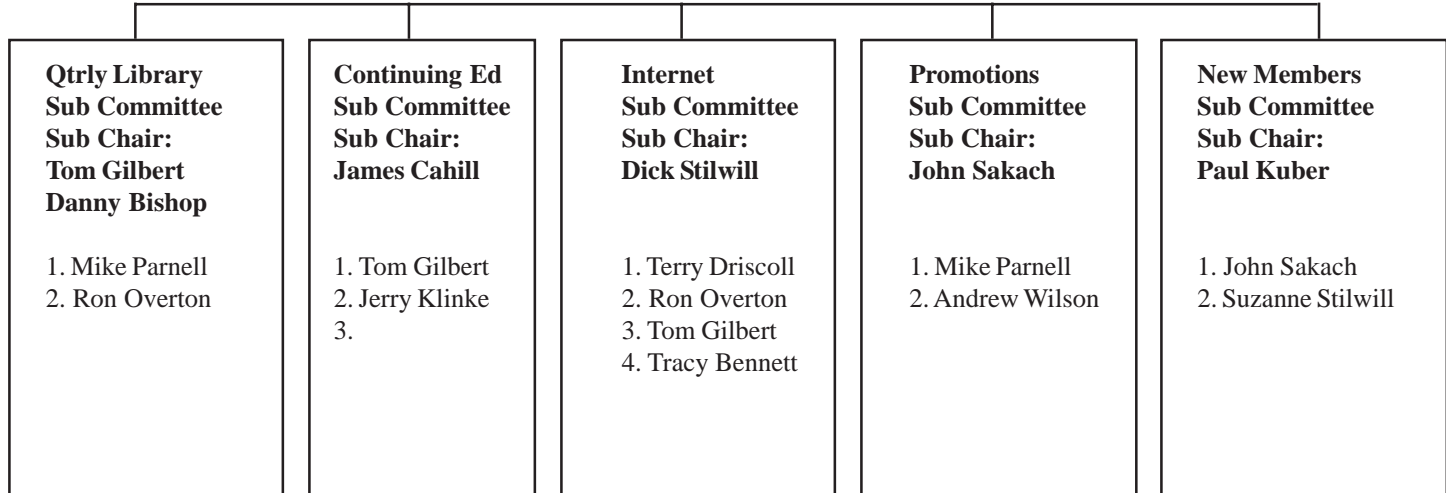 Qtrly Library
Sub Committee
Sub Chair:
Tom Gilbert
Danny Bishop
1. Mike Parnell
2. Ron Overton
Continuing Ed
Sub Committee
Sub Chair:
James Cahill
1. Tom Gilbert
2. Jerry Klinke
3.
Internet
Sub Committee
Sub Chair:
Dick Stilwill
1. Terry Driscoll
2. Ron Overton
3. Tom Gilbert
4. Tracy Bennett
Promotions
Sub Committee
Sub Chair:
John Sakach
1. Mike Parnell
2. Andrew Wilson
New Members
Sub Committee
Sub Chair:
Paul Kuber
1. John Sakach
2. Suzanne Stilwill